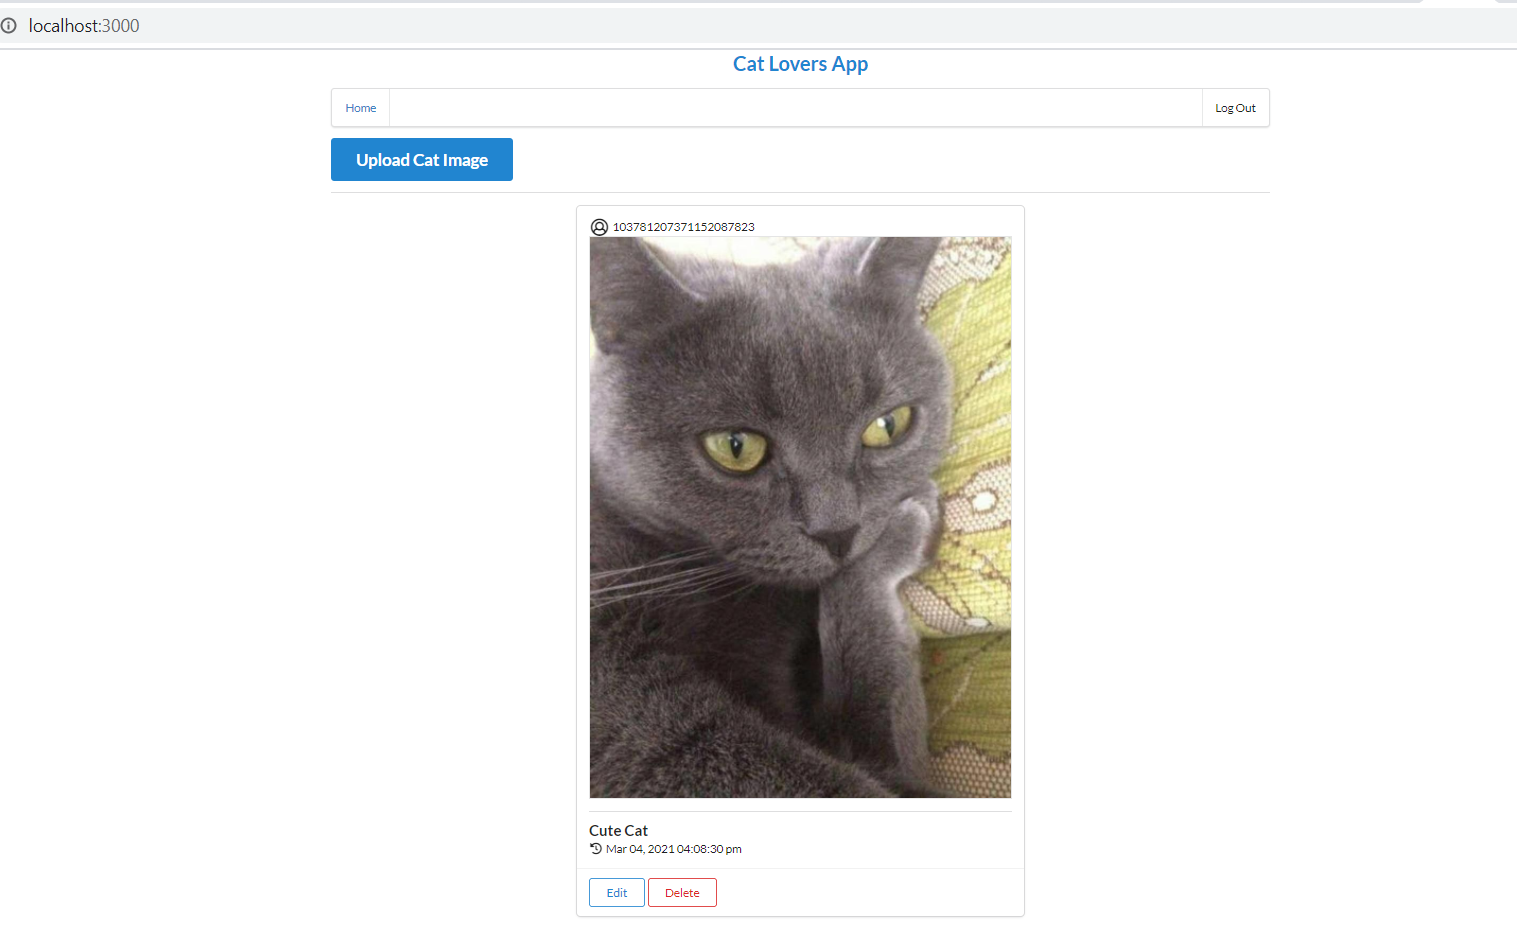 localhost:3000
Cat Lovers App
Home
Log Out
Upload Cat Image
103781207371152087823
Cute Cat
Mar 04, 2021 04:08:30 pm
Edit
Delete